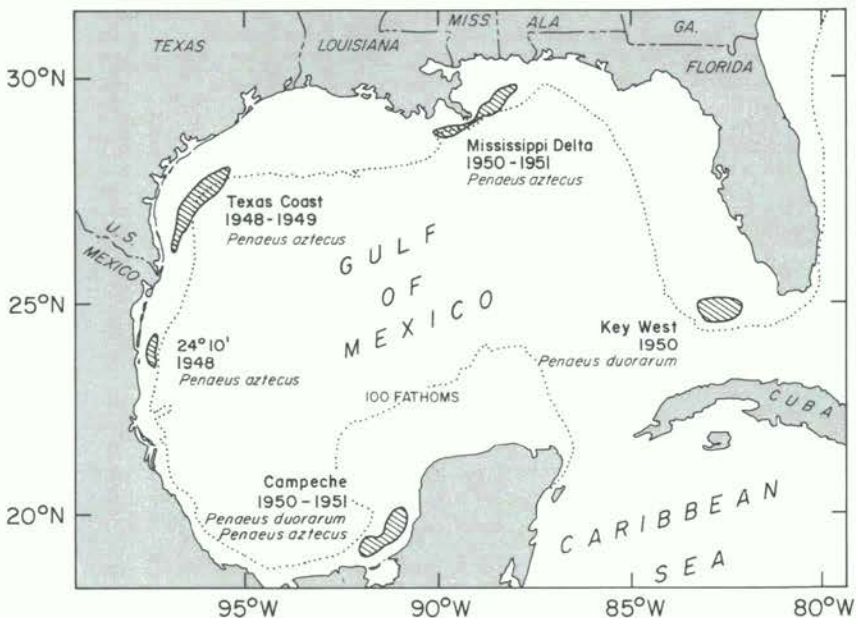 TEXAS
LOUISIANA
MISS
ALA
GA.
FLORIDA
30°N
Mississippi Delta
1950-1951
Penaeus aztecus
Texas Coast
1948-1949
Penaeus aztecus
U.S.
MEXICO
GULF
OF
MEXICO
25°N
24°10'
1948
Penaeus aztecus
Key West
1950
Penaeus duorarum
100 FATHOMS
CUBA
Campeche
1950-1951
Penaeus duorarum
Penaeus aztecus
20°N
CARIBBEAN
SEA
95°W
90°W
85°W
80°W